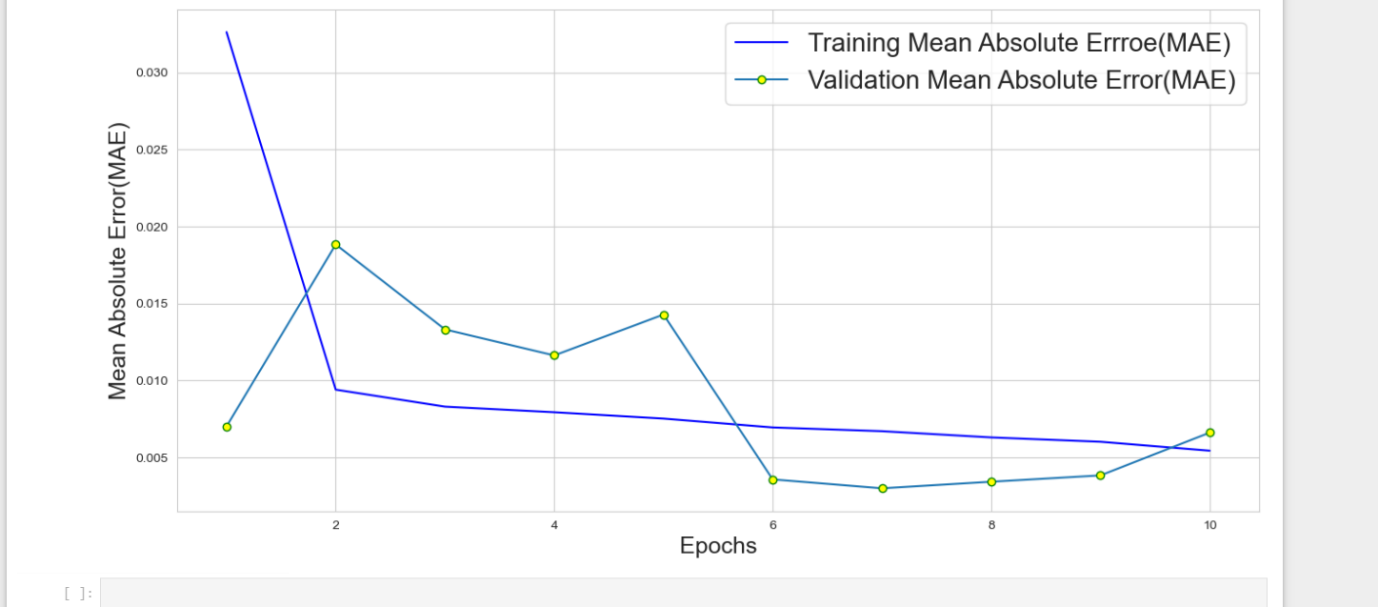 Training Mean Absolute Errroe(MAE)
Validation Mean Absolute Error(MAE)
Mean Absolute Error(MAE)
0.030
0.025
0.020
0.015
0.010
0.005
2 4 6 8 10
Epochs
[ ]: